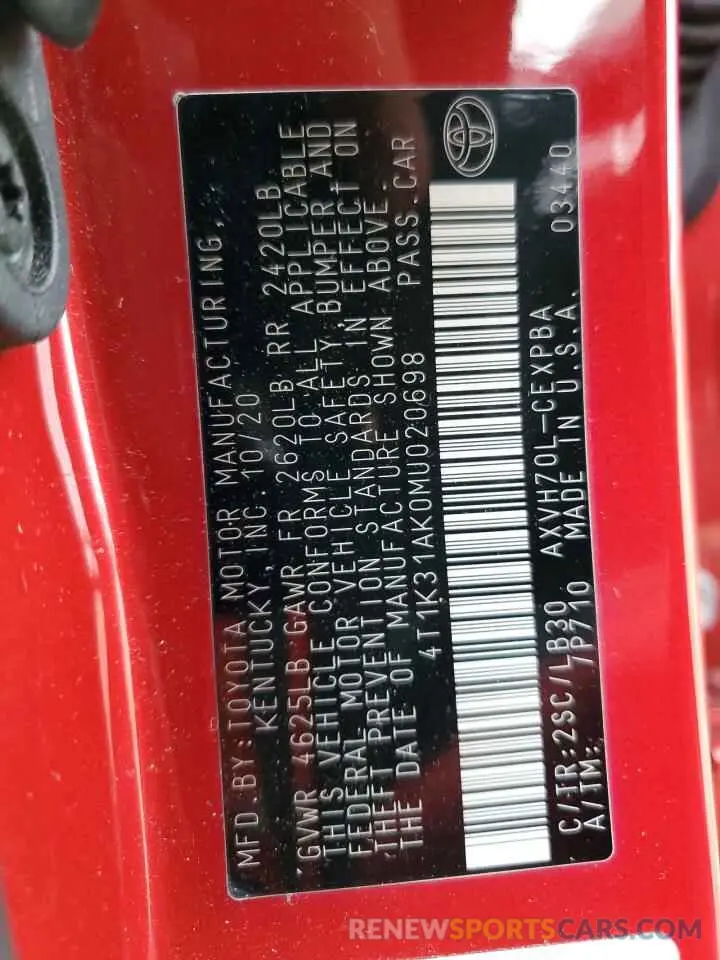 MFD. BY: TOYOTA MOTOR MANUFACTURING,
KENTUCKY, INC. 10/20
GVWR 4625LB GAWR FR 2620LB RR 2420LB
THIS VEHICLE CONFORMS TO ALL APPLICABLE
FEDERAL MOTOR VEHICLE SAFETY, BUMPER, AND
THEFT PREVENTION STANDARDS IN EFFECT ON
THE DATE OF MANUFACTURE SHOWN ABOVE.
4T1K31AK0MU020698 PASS. CAR
C/TR: 2SC/LB30 AXVH70L-CEXPBA 03440
A/TM: /P710 MADE IN U.S.A.
RENEWSPORTSCARS.COM